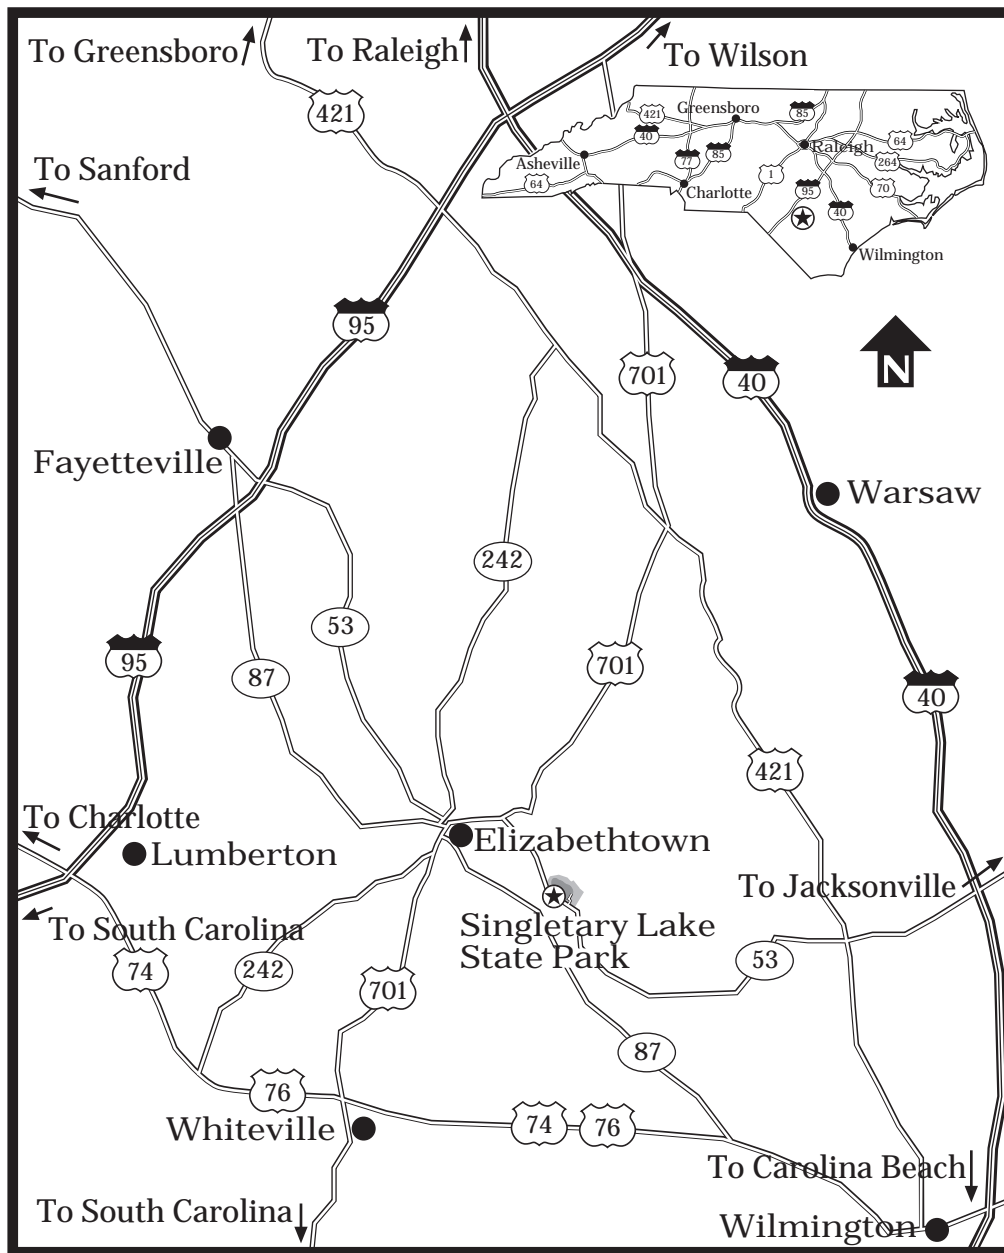 To Greensboro
To Raleigh
To Wilson
421
To Sanford
Greensboro
421
85
40
Raleigh
64
Asheville
77
85
264
64
Charlotte
1
95
70
40
Wilmington
95
N
701
40
Fayetteville
Warsaw
242
53
95
87
701
40
421
To Charlotte
Elizabethtown
Lumberton
To Jacksonville
To South Carolina
Singletary Lake
State Park
74
242
701
53
87
76
74
76
Whiteville
To Carolina Beach
To South Carolina
Wilmington